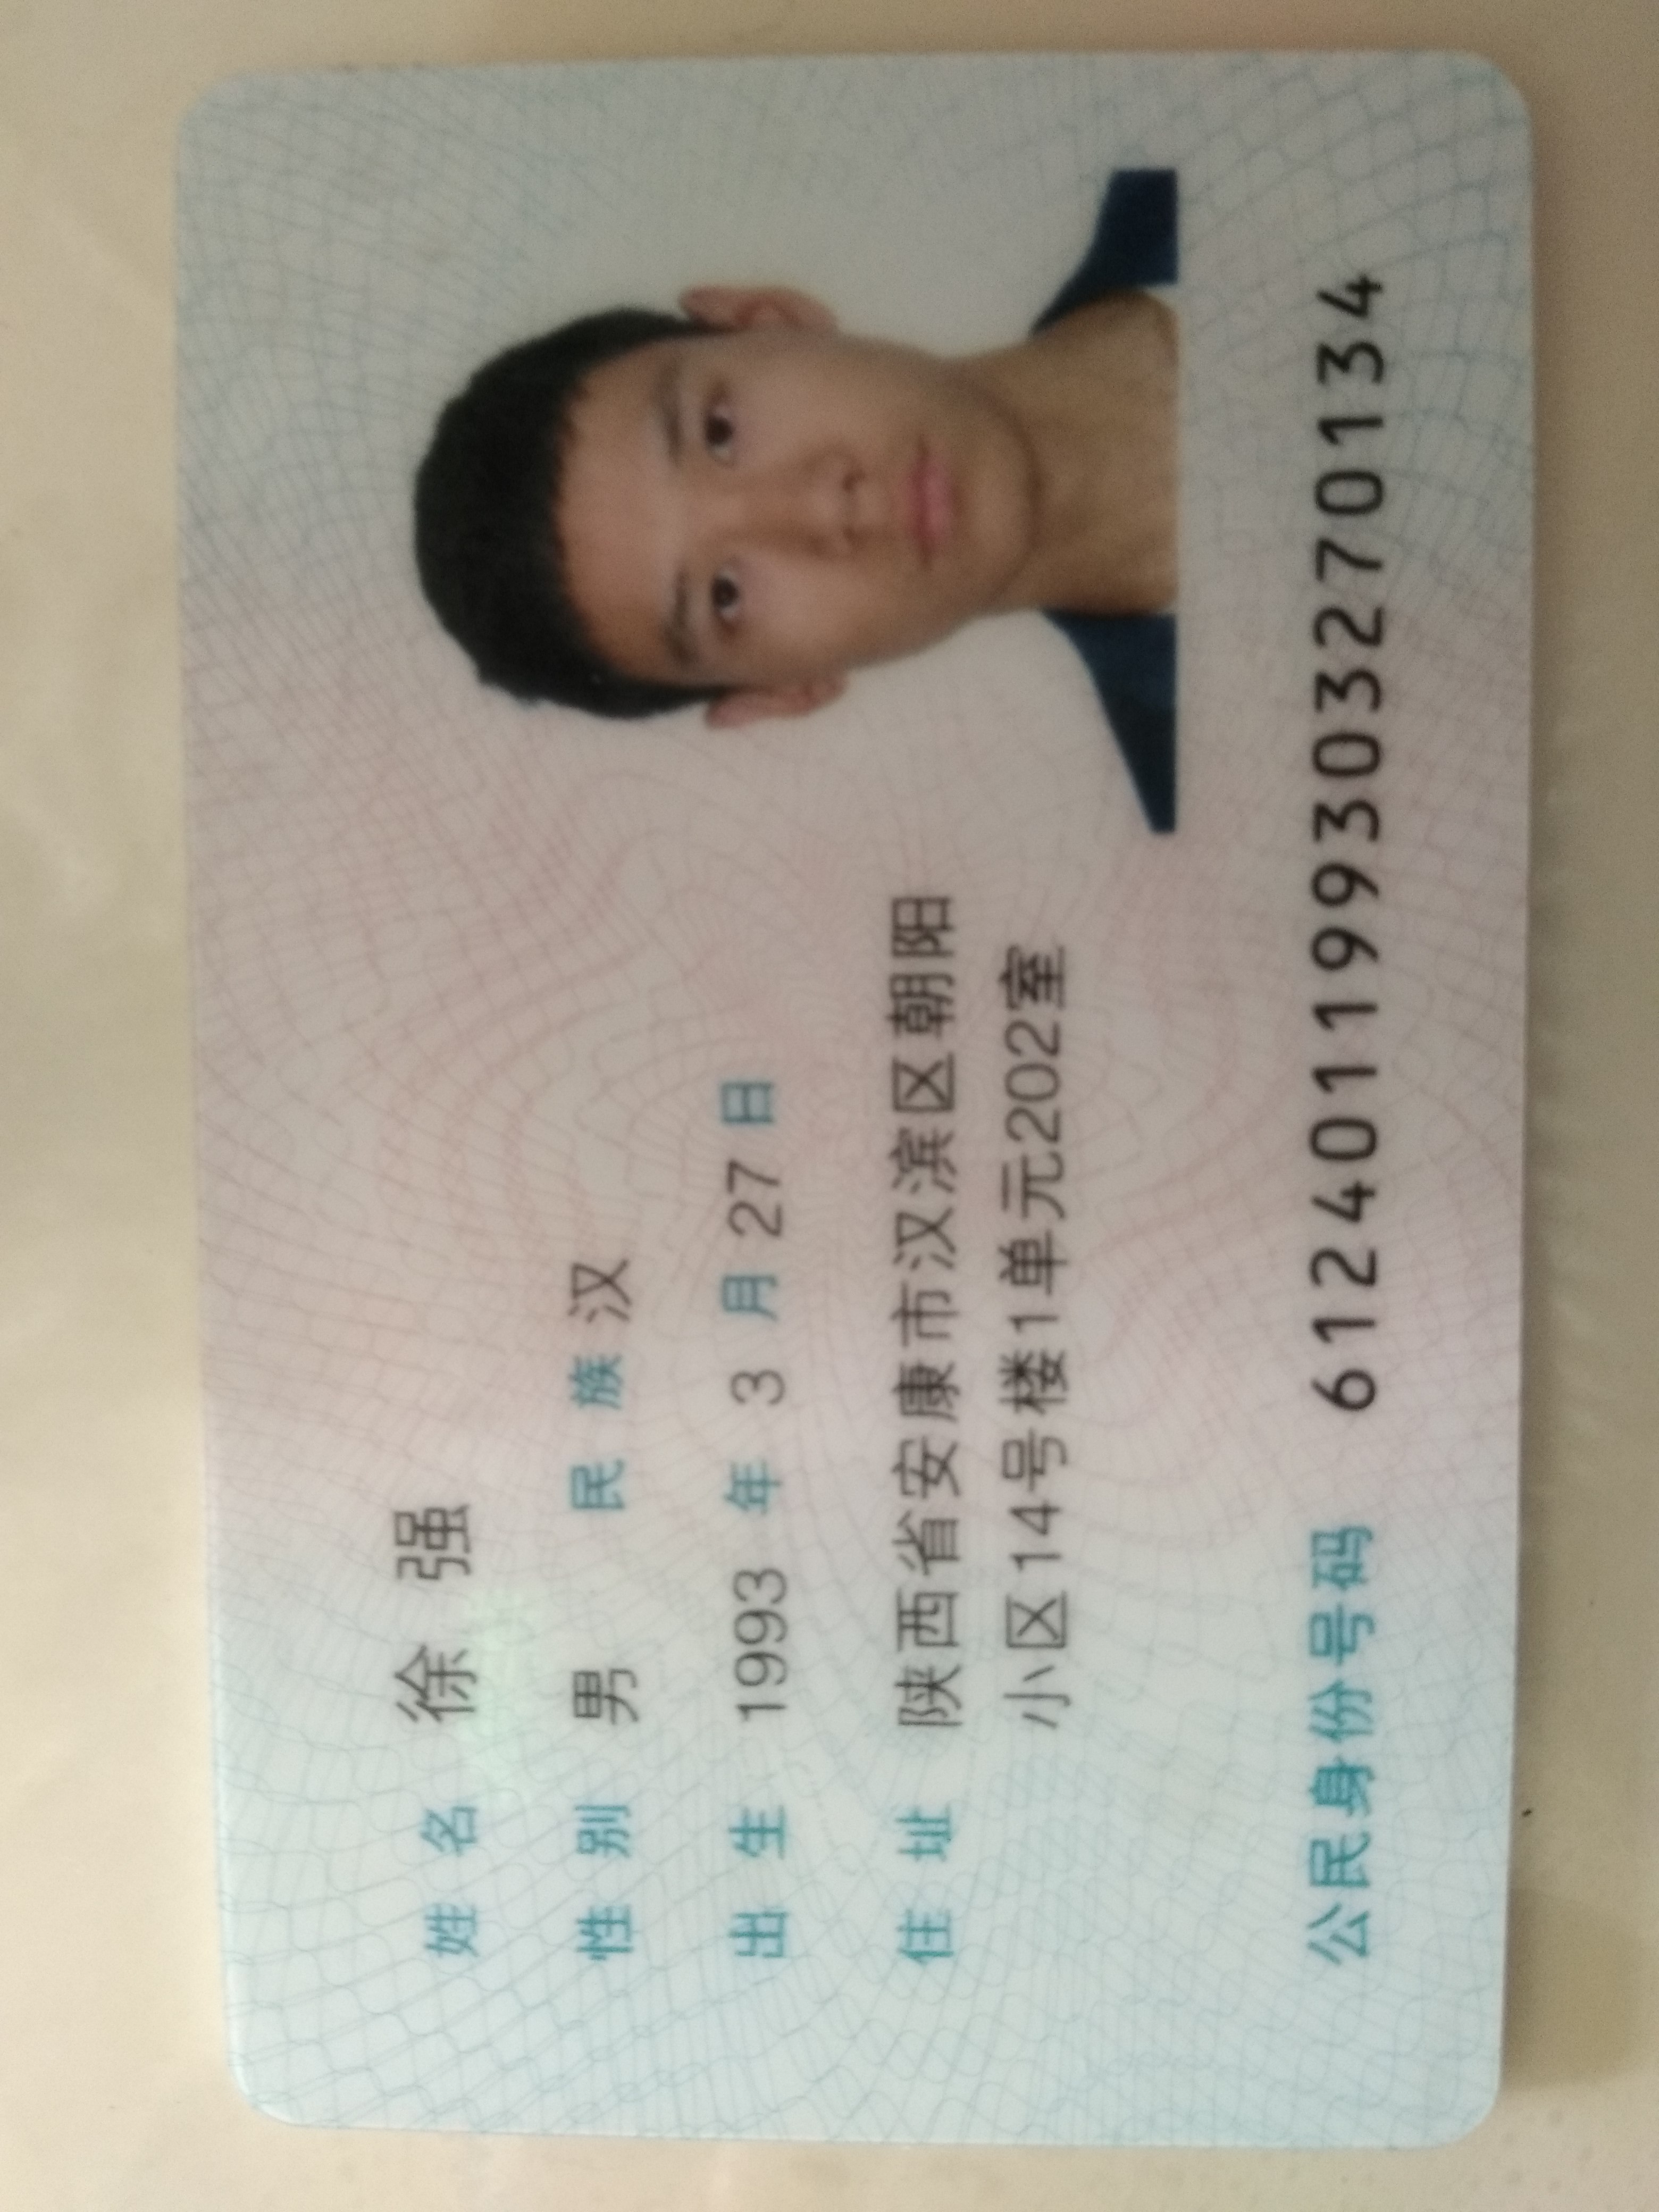 姓名 徐强
性别 男 民族 汉
出生 1993 年 3 月 27 日
住址 陕西省安康市汉滨区朝阳
小区14号楼1单元202室
公民身份号码 612401199303270134